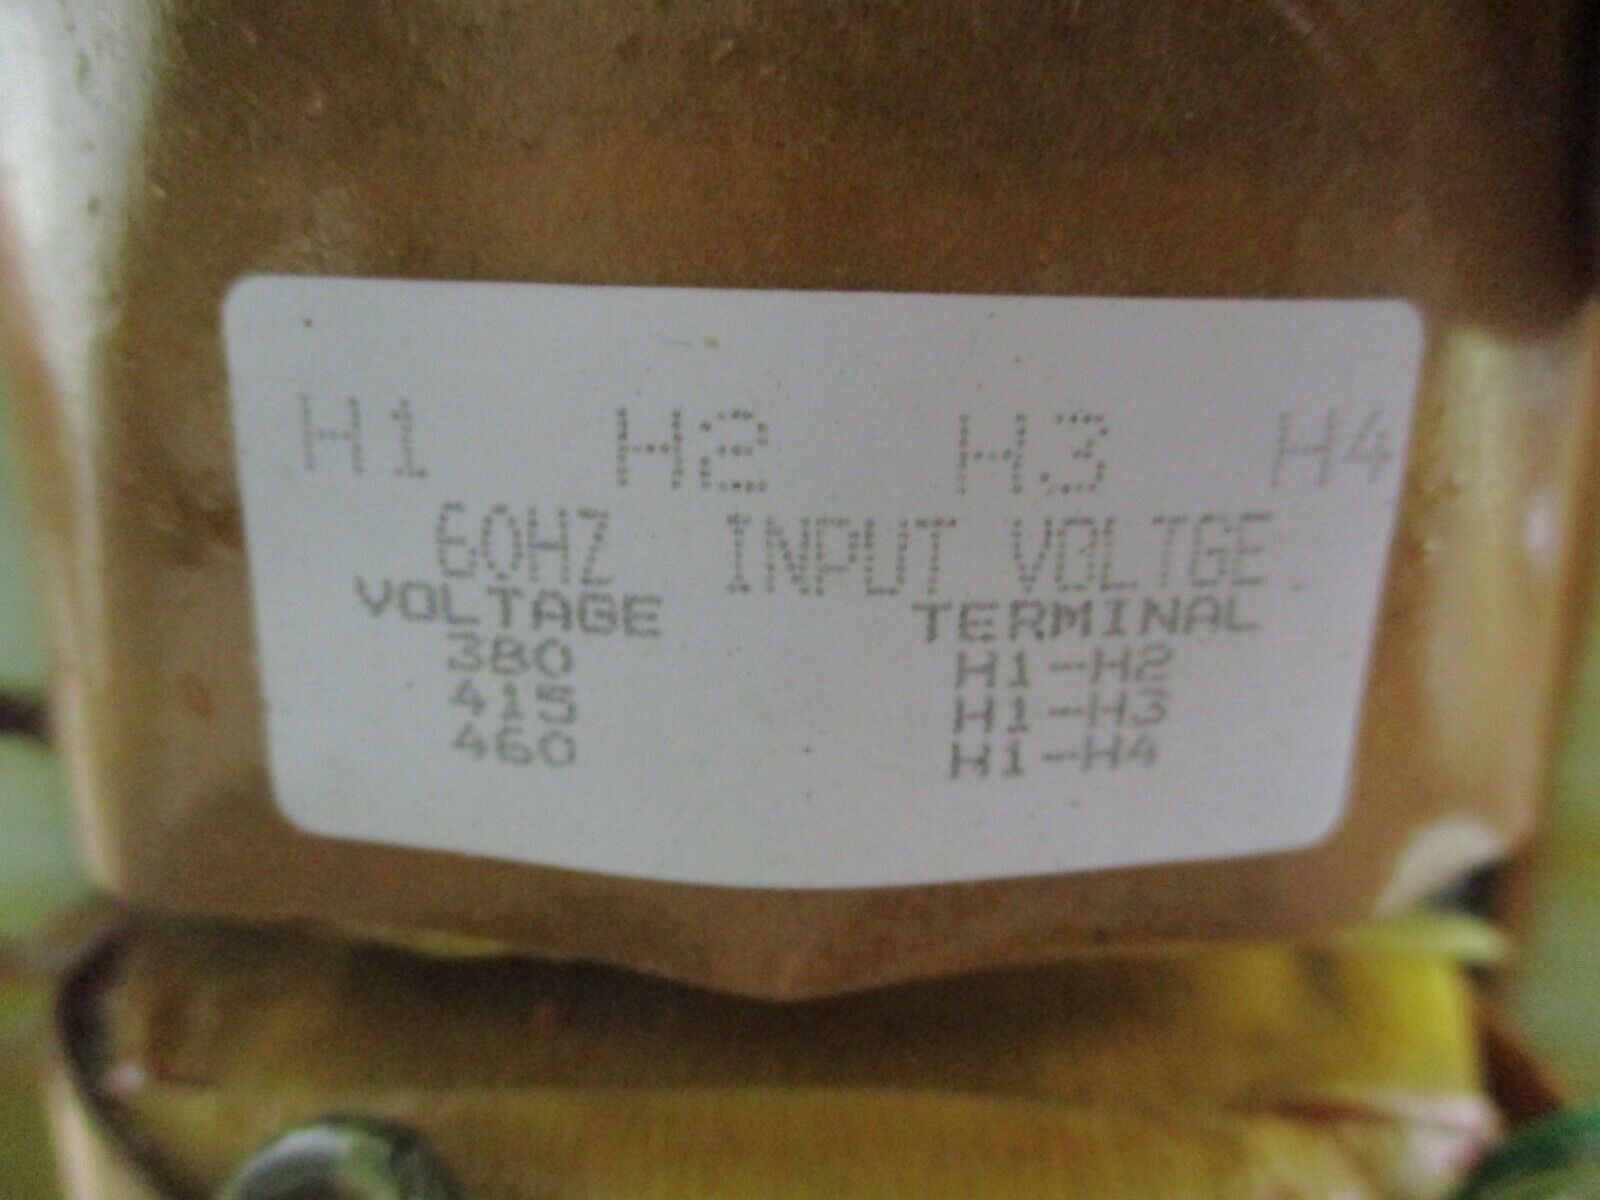 H1 H2 H3 H4
60HZ INPUT VOLTGE
VOLTAGE TERMINAL
380 H1-H2
415 H1-H3
460 H1-H4